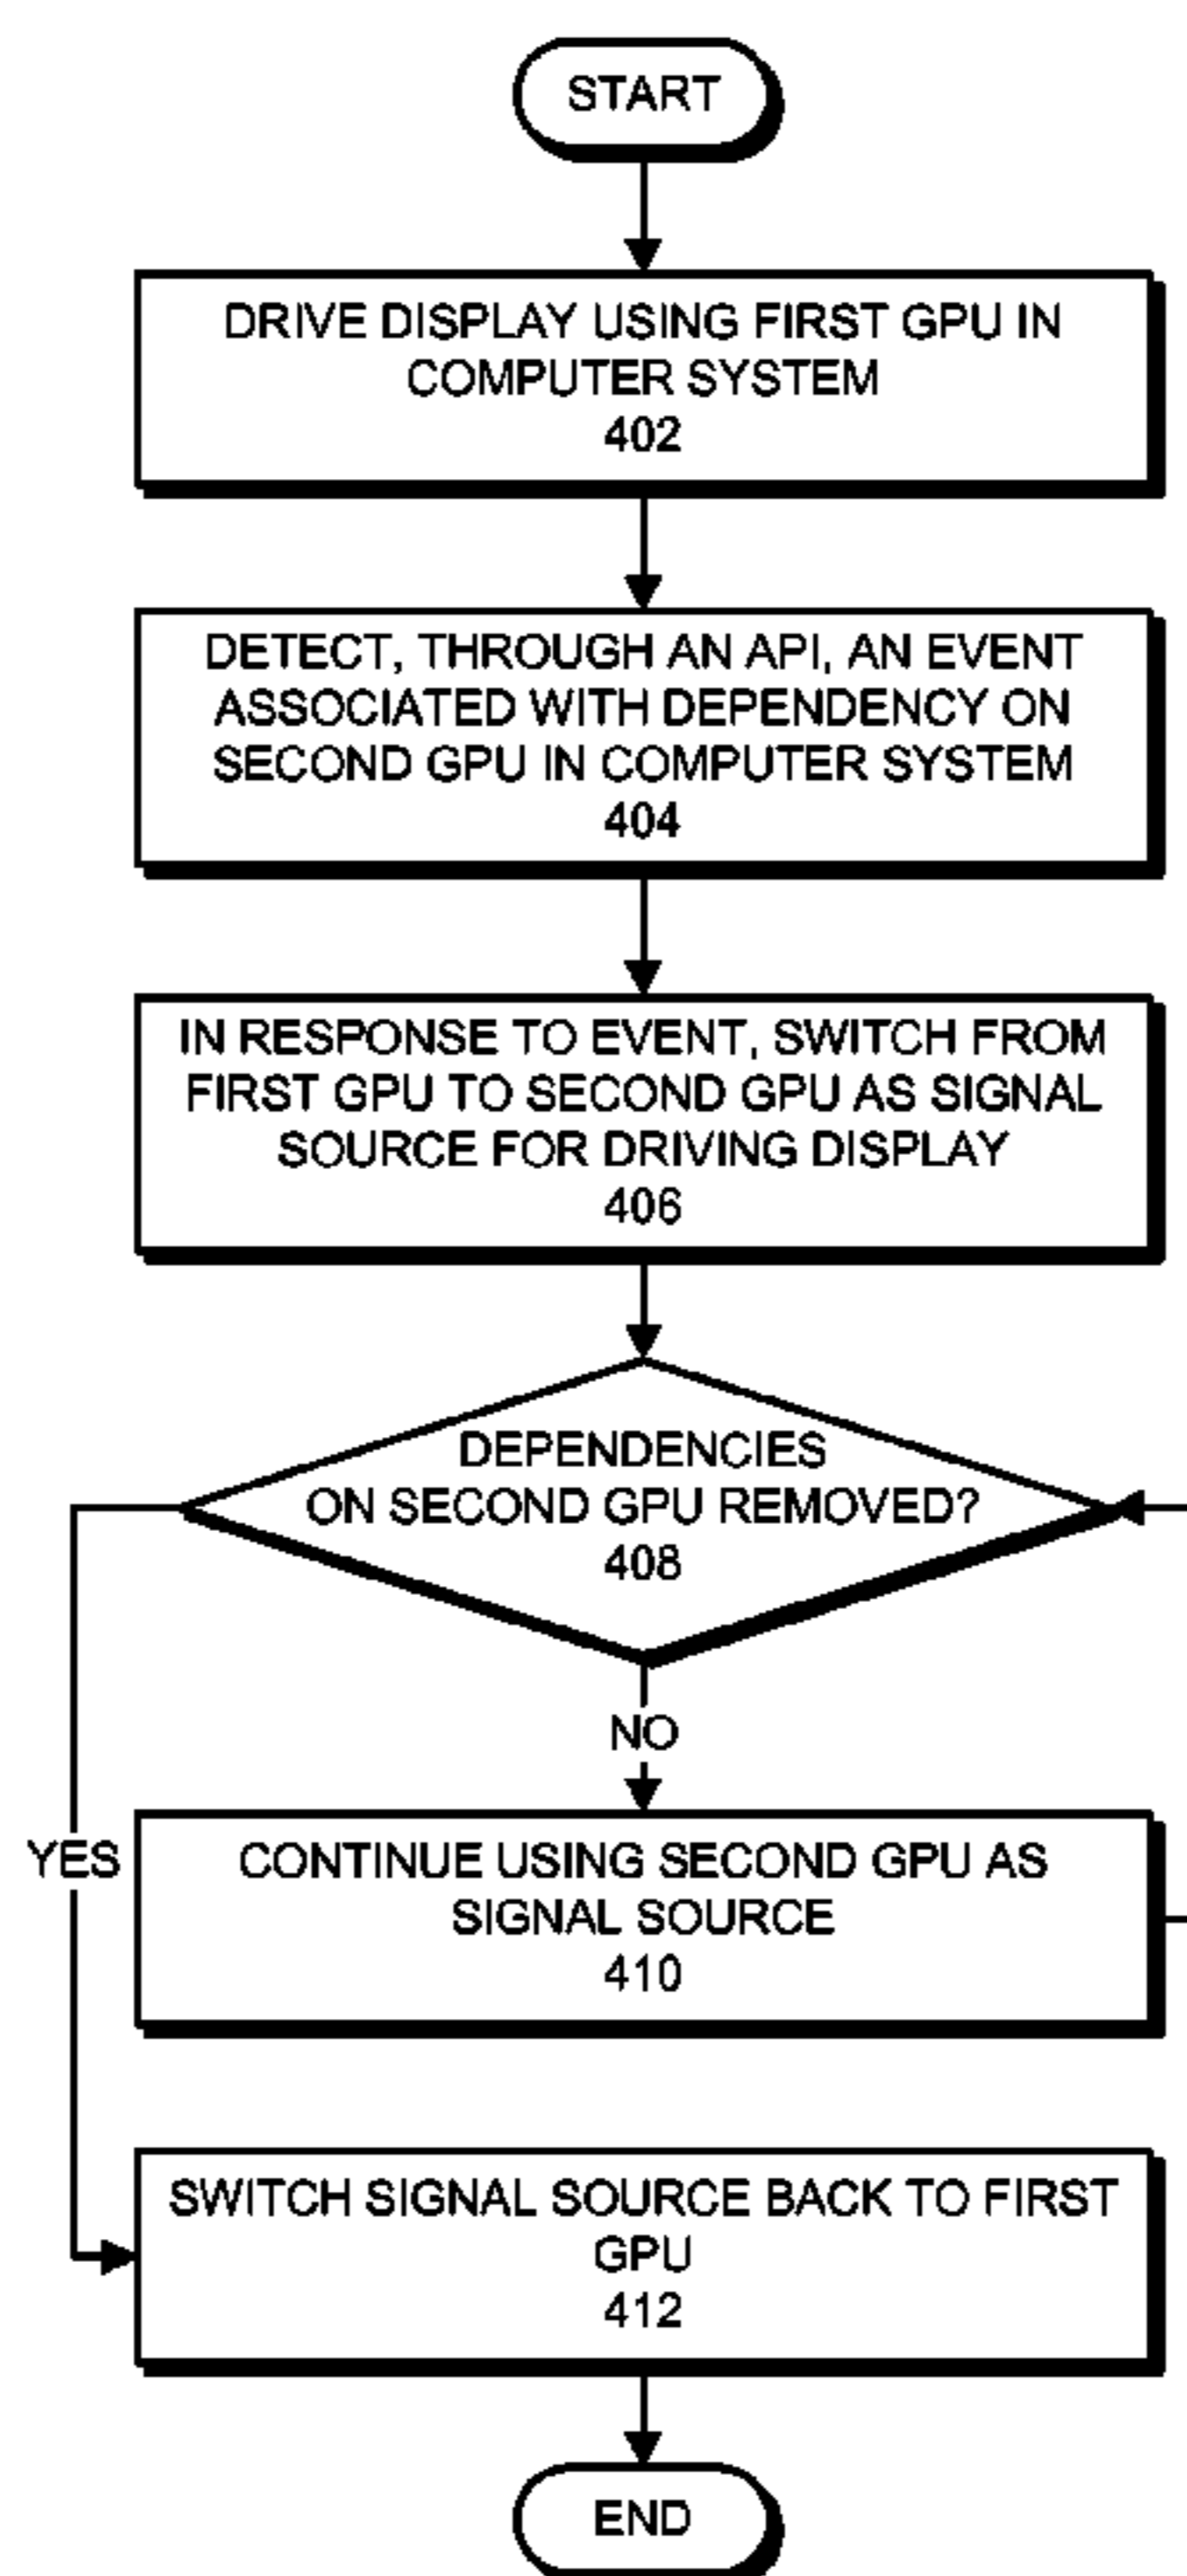 START
DRIVE DISPLAY USING FIRST GPU IN
COMPUTER SYSTEM
402
DETECT, THROUGH AN API, AN EVENT
ASSOCIATED WITH DEPENDENCY ON
SECOND GPU IN COMPUTER SYSTEM
404
IN RESPONSE TO EVENT, SWITCH FROM
FIRST GPU TO SECOND GPU AS SIGNAL
SOURCE FOR DRIVING DISPLAY
406
DEPENDENCIES
ON SECOND GPU REMOVED?
408
NO
YES
CONTINUE USING SECOND GPU AS
SIGNAL SOURCE
410
SWITCH SIGNAL SOURCE BACK TO FIRST
GPU
412
END